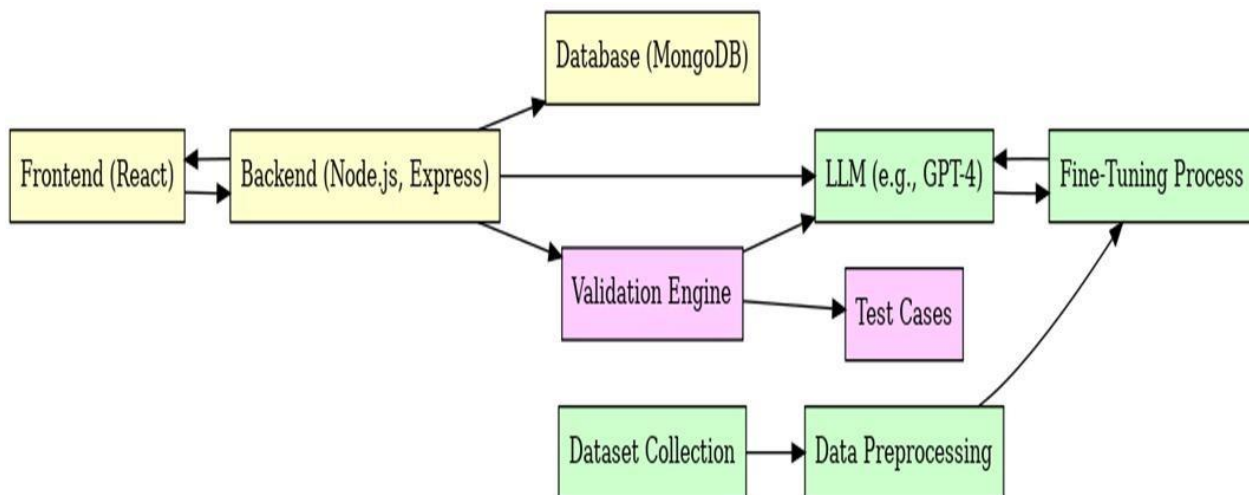 Database (MongoDB)
Frontend (React)
Backend (Node.js, Express)
LLM (e.g., GPT-4)
Fine-Tuning Process
Validation Engine
Test Cases
Dataset Collection
Data Preprocessing